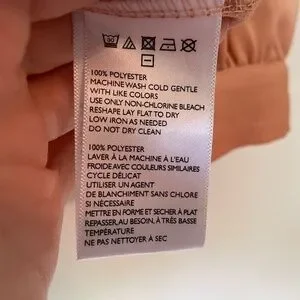 100% POLYESTER
MACHINE WASH COLD GENTLE
WITH LIKE COLORS
USE ONLY NON-CHLORINE BLEACH
RESHAPE LAY FLAT TO DRY
LOW IRON AS NEEDED
DO NOT DRY CLEAN
100% POLYESTER
LAVER À LA MACHINE À L'EAU
FROIDE AVEC COULEURS SIMILAIRES
CYCLE DÉLICAT
UTILISER UN AGENT
DE BLANCHIMENT SANS CHLORE
SI NÉCESSAIRE
METTRE EN FORME ET SÉCHER À PLAT
REPASSER, AU BESOIN, À TRÈS BASSE
TEMPÉRATURE
NE PAS NETTOYER À SEC